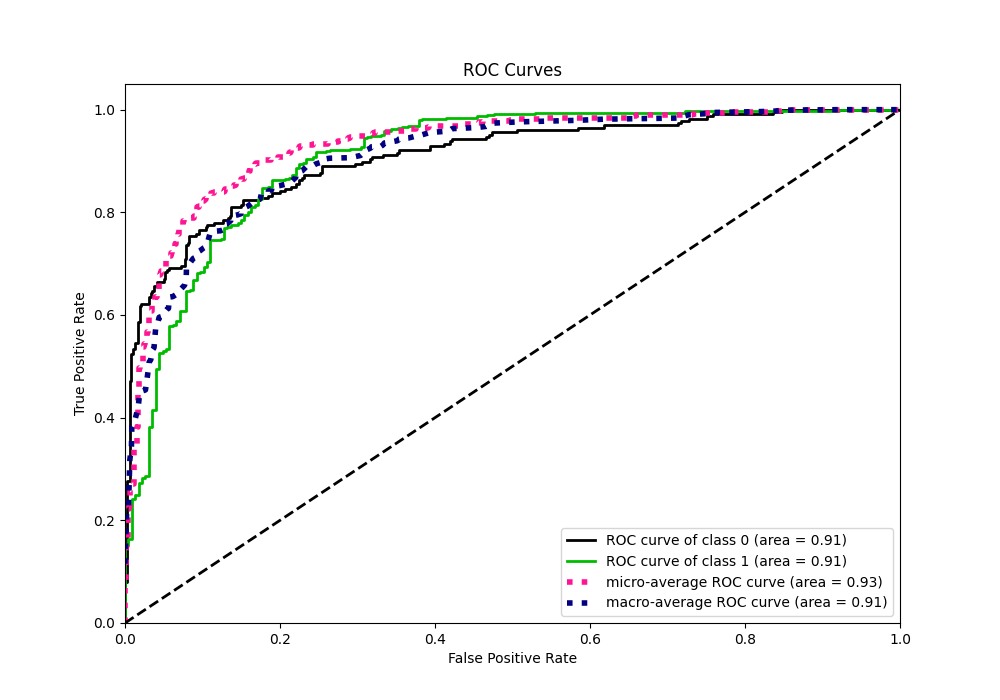 ROC Curves
True Positive Rate
1.0
0.8
0.6
0.4
0.2
0.0
0.0 0.2 0.4 0.6 0.8 1.0
False Positive Rate
ROC curve of class 0 (area = 0.91)
ROC curve of class 1 (area = 0.91)
micro-average ROC curve (area = 0.93)
macro-average ROC curve (area = 0.91)